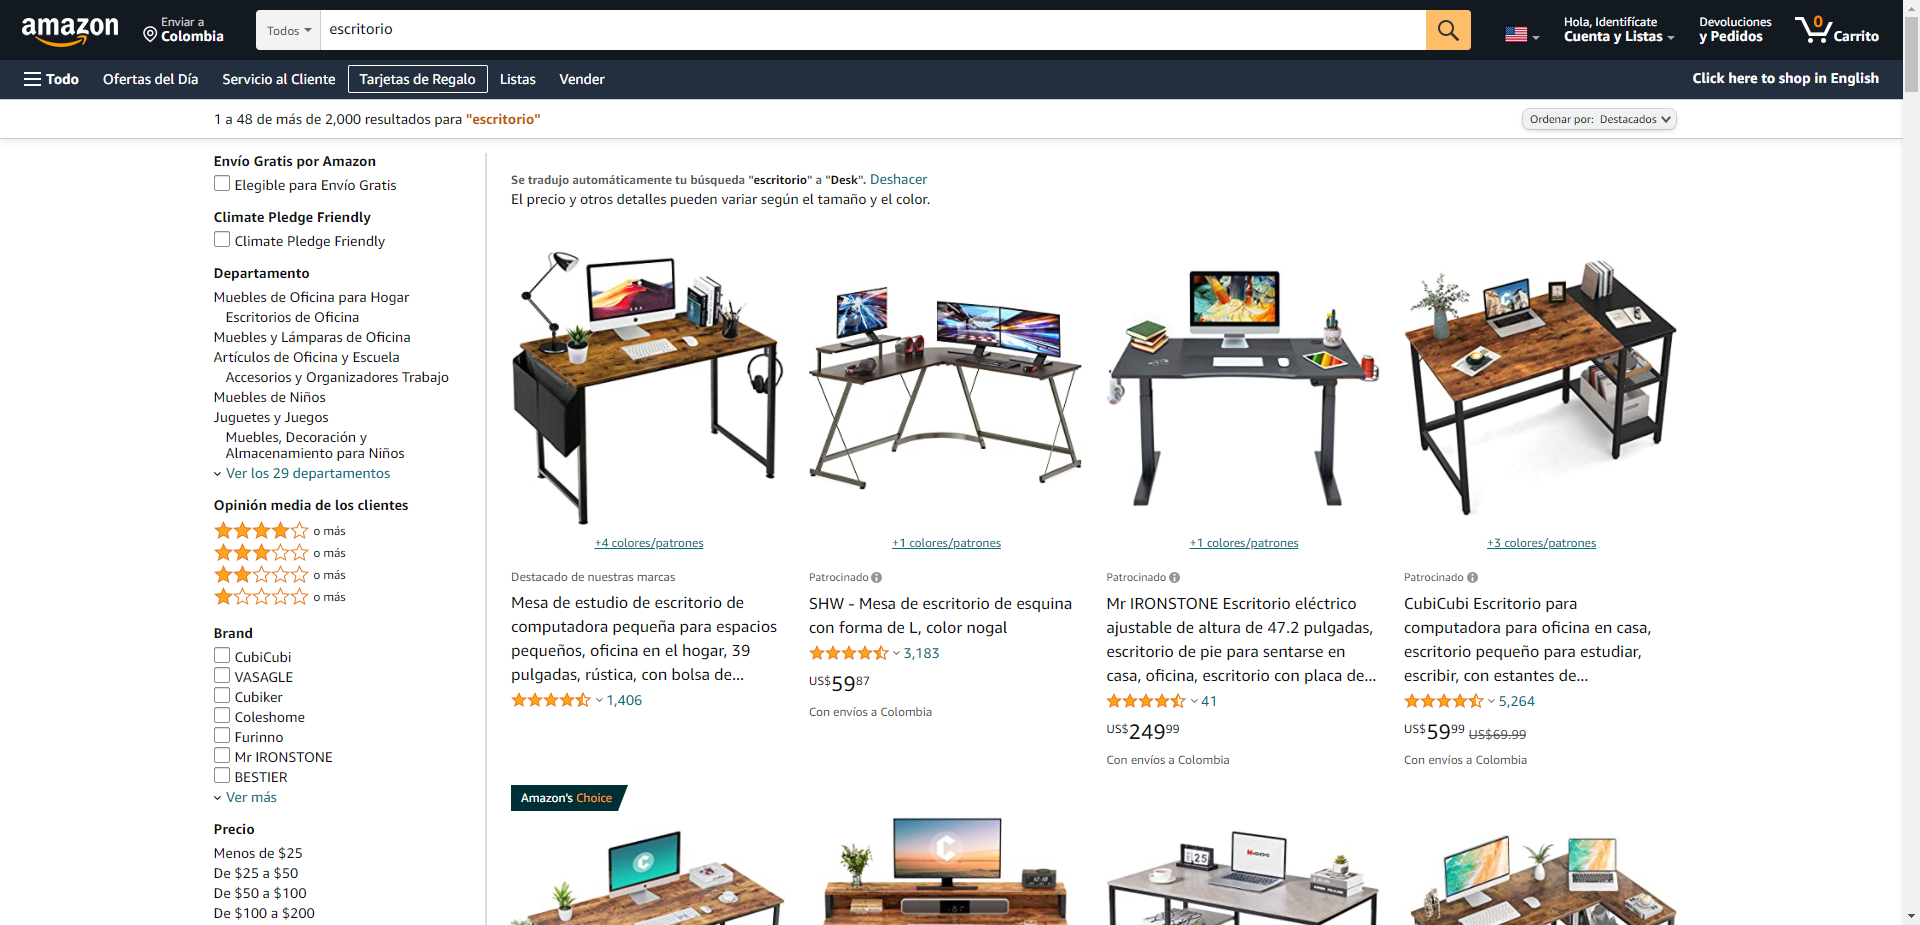 amazon
Enviar a
Colombia
Todos
escritorio
Hola, Identifícate
Cuenta y Listas
Devoluciones
y Pedidos
0
Carrito
Todo
Ofertas del Día
Servicio al Cliente
Tarjetas de Regalo
Listas
Vender
Click here to shop in English
1 a 48 de más de 2,000 resultados para "escritorio"
Ordenar por: Destacados
Envío Gratis por Amazon
Elegible para Envío Gratis
Climate Pledge Friendly
Climate Pledge Friendly
Departamento
Muebles de Oficina para Hogar
Escritorios de Oficina
Muebles y Lámparas de Oficina
Artículos de Oficina y Escuela
Accesorios y Organizadores Trabajo
Muebles de Niños
Juguetes y Juegos
Muebles, Decoración y
Almacenamiento para Niños
Ver los 29 departamentos
Opinión media de los clientes
o más
o más
o más
o más
Brand
CubiCubi
VASAGLE
Cubiker
Coleshome
Furinno
Mr IRONSTONE
BESTIER
Ver más
Precio
Menos de $25
De $25 a $50
De $50 a $100
De $100 a $200
Se tradujo automáticamente tu búsqueda "escritorio" a "Desk". Deshacer
El precio y otros detalles pueden variar según el tamaño y el color.
+4 colores/patrones
Destacado de nuestras marcas
Mesa de estudio de escritorio de
computadora pequeña para espacios
pequeños, oficina en el hogar, 39
pulgadas, rústica, con bolsa de...
1,406
+1 colores/patrones
Patrocinado
SHW - Mesa de escritorio de esquina
con forma de L, color nogal
3,183
US$5987
Con envíos a Colombia
+1 colores/patrones
Patrocinado
Mr IRONSTONE Escritorio eléctrico
ajustable de altura de 47.2 pulgadas,
escritorio de pie para sentarse en
casa, oficina, escritorio con placa de...
41
US$24999
Con envíos a Colombia
+3 colores/patrones
Patrocinado
CubiCubi Escritorio para
computadora para oficina en casa,
escritorio pequeño para estudiar,
escribir, con estantes de...
5,264
US$5999 US$69.99
Con envíos a Colombia
Amazon's Choice